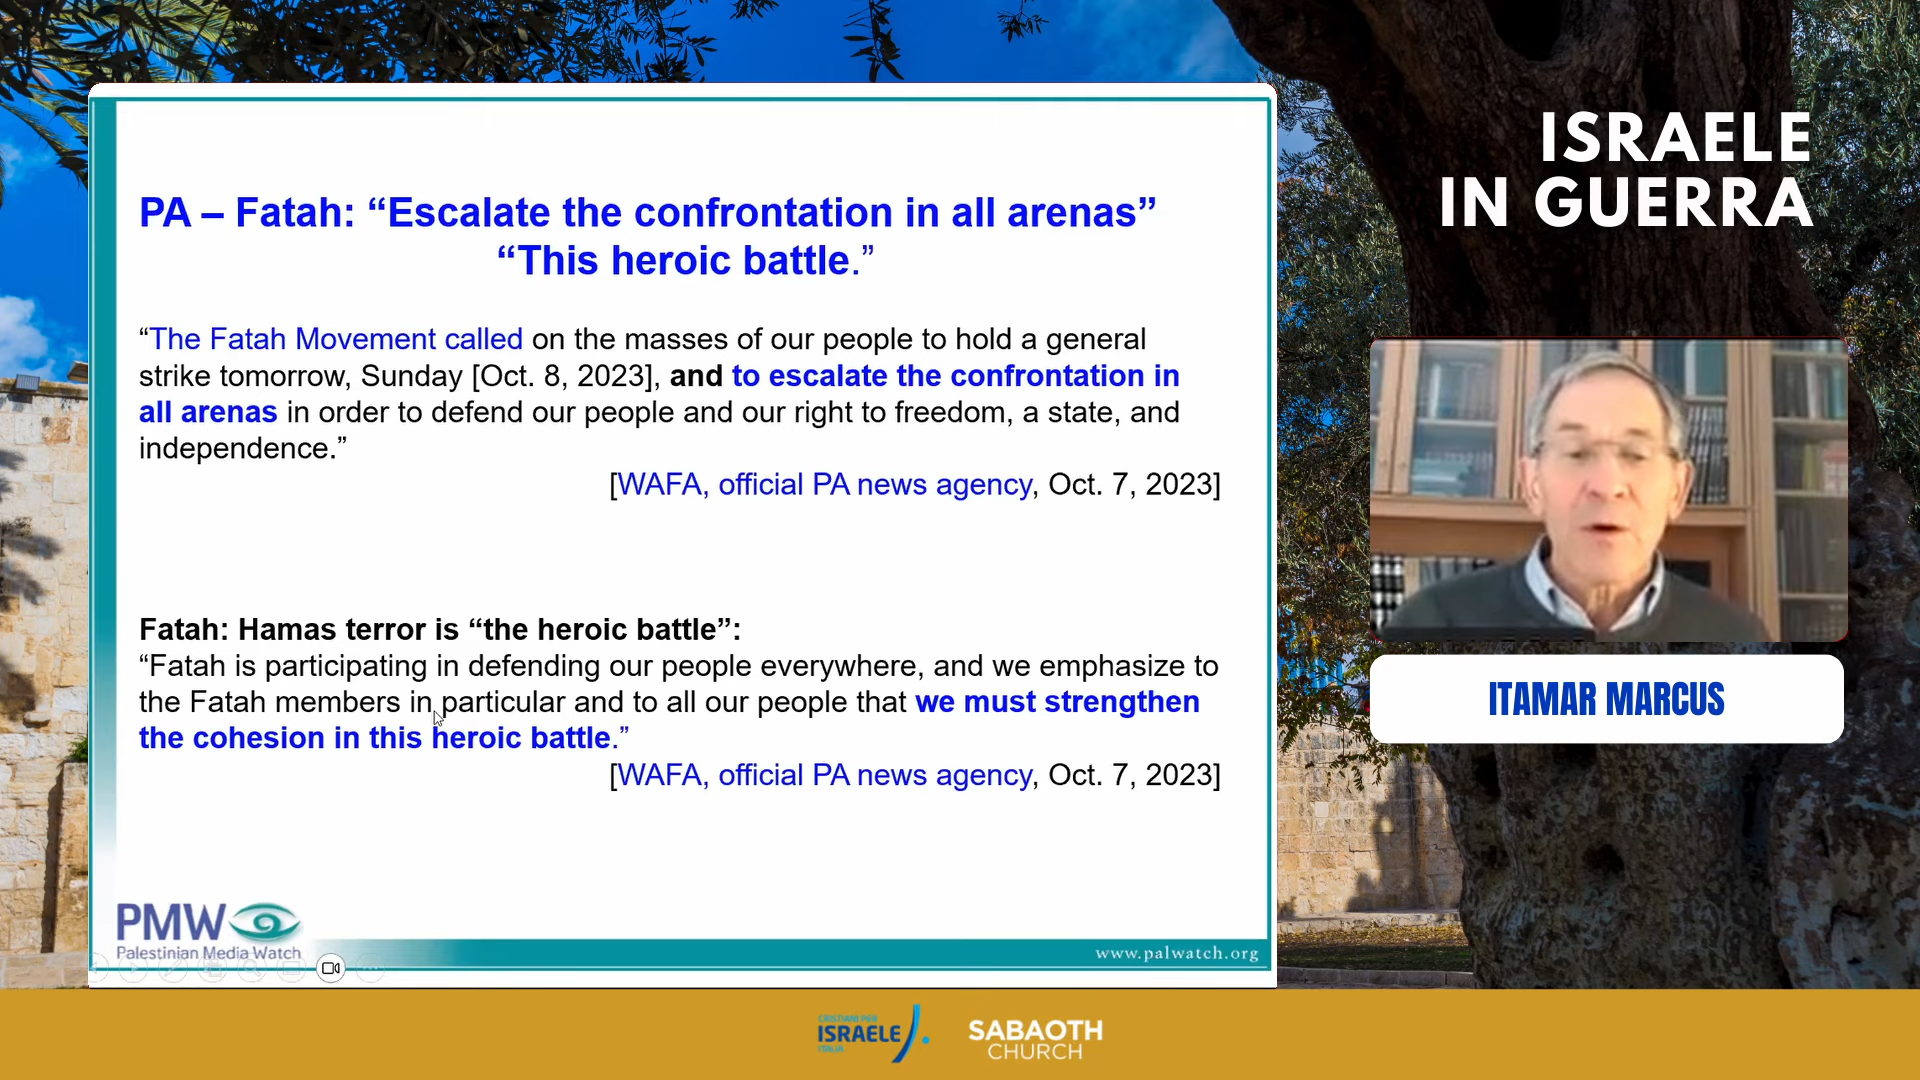 PA – Fatah: “Escalate the confrontation in all arenas”
“This heroic battle.”
“The Fatah Movement called on the masses of our people to hold a general
strike tomorrow, Sunday [Oct. 8, 2023], and to escalate the confrontation in
all arenas in order to defend our people and our right to freedom, a state, and
independence.”
[WAFA, official PA news agency, Oct. 7, 2023]
Fatah: Hamas terror is “the heroic battle”:
“Fatah is participating in defending our people everywhere, and we emphasize to
the Fatah members in particular and to all our people that we must strengthen
the cohesion in this heroic battle.”
[WAFA, official PA news agency, Oct. 7, 2023]
PMW
Palestinian Media Watch
www.palwatch.org
ISRAELE
IN GUERRA
ITAMAR MARCUS
CRISTIANI PER
ISRAELE
ITALIA
SABAOTH
CHURCH